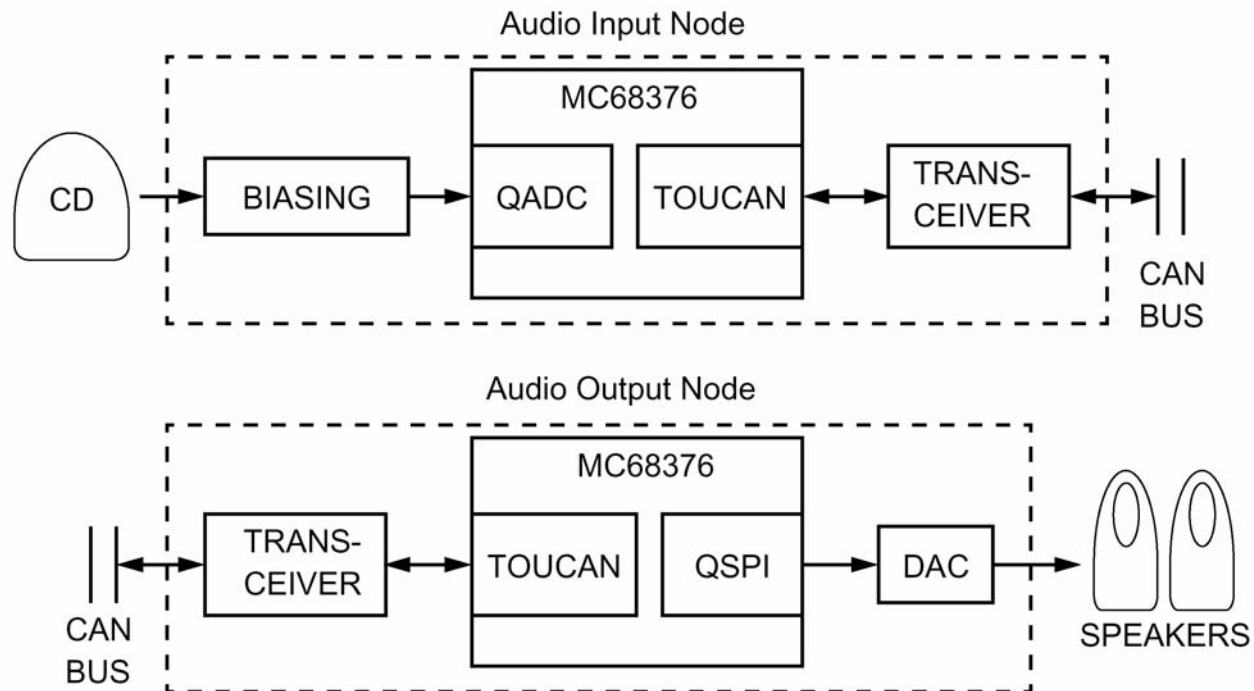 Audio Input Node
MC68376
CD
BIASING
QADC
TOUCAN
TRANS-
CEIVER
CAN
BUS
Audio Output Node
MC68376
TRANS-
CEIVER
TOUCAN
QSPI
DAC
CAN
BUS
SPEAKERS